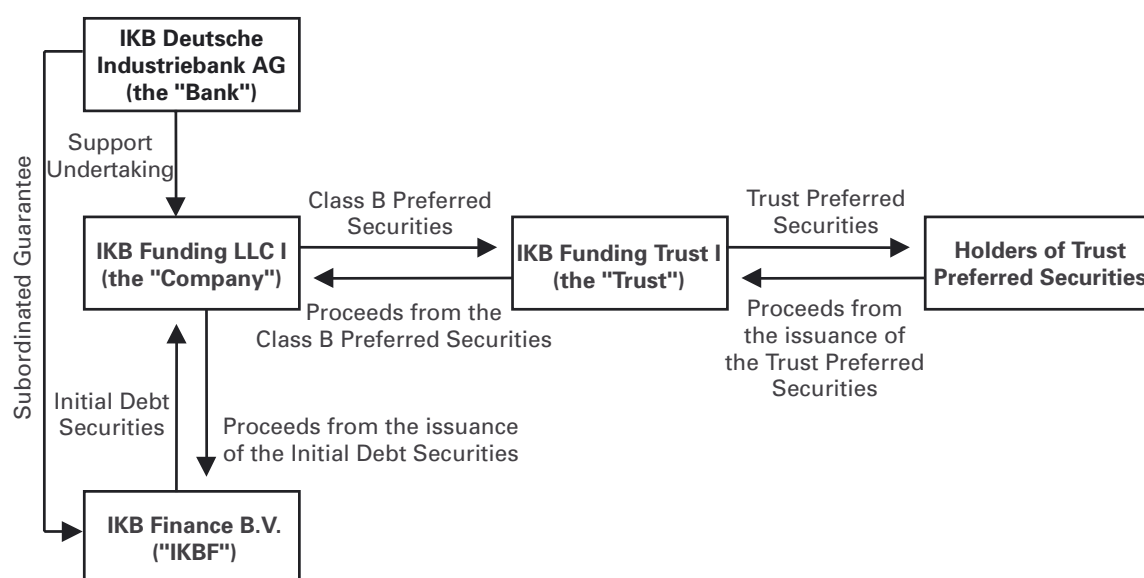 IKB Deutsche
Industriebank AG
(the "Bank")
Subordinated Guarantee
Support
Undertaking
Class B Preferred
Securities
Trust Preferred
Securities
IKB Funding LLC I
(the "Company")
IKB Funding Trust I
(the "Trust")
Holders of Trust
Preferred Securities
Proceeds from the
Class B Preferred Securities
Proceeds from
the issuance of
the Trust Preferred
Securities
Initial Debt
Securities
Proceeds from the issuance
of the Initial Debt Securities
IKB Finance B.V.
("IKBF")